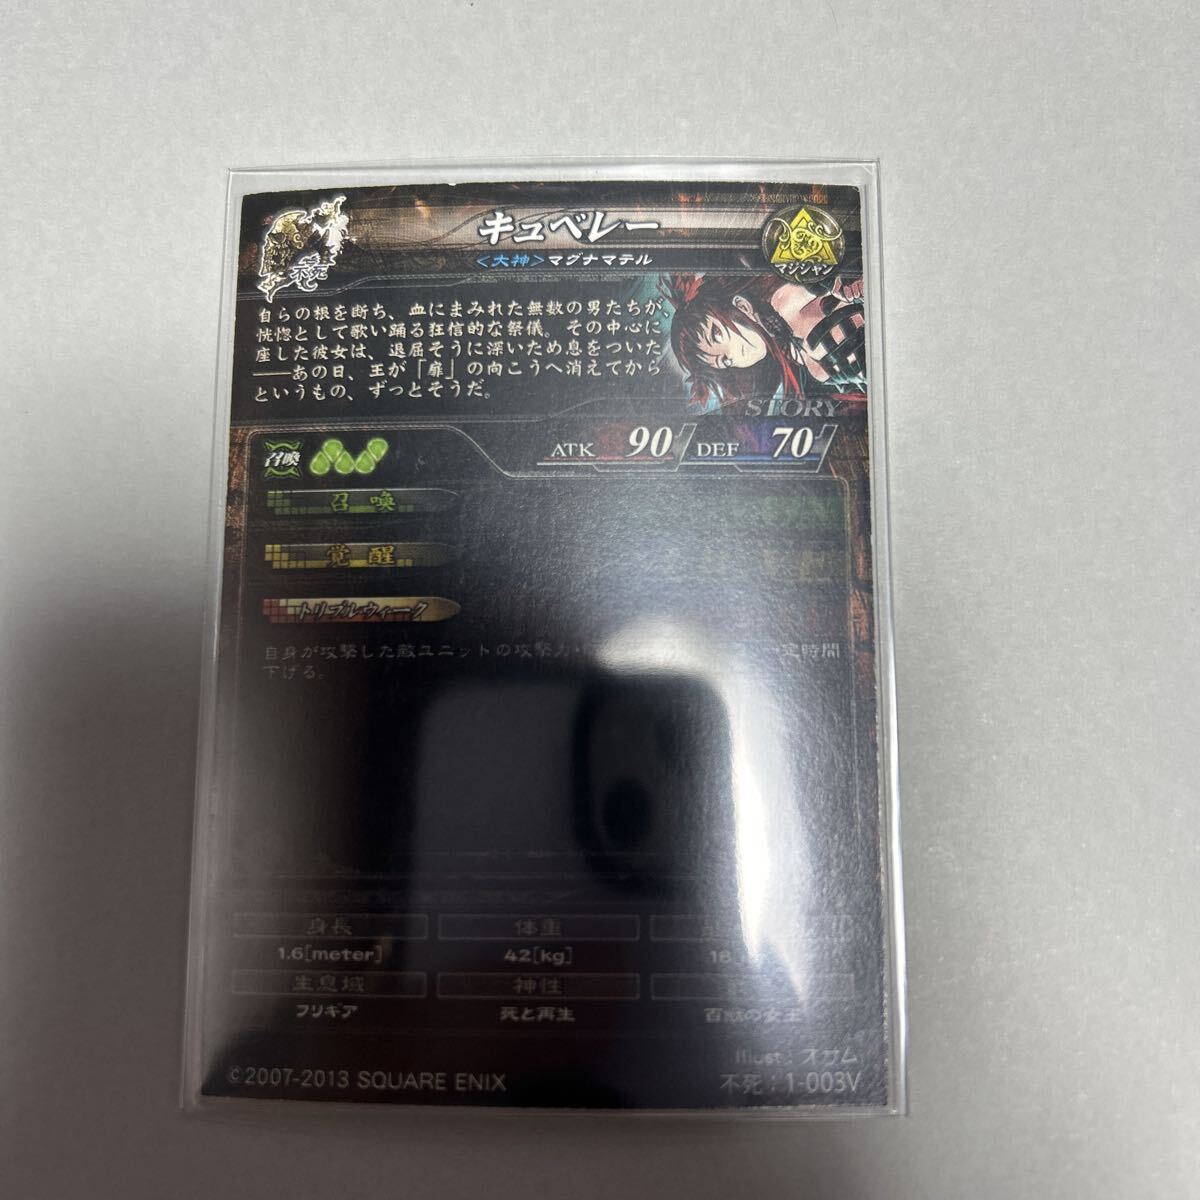 キュベレー
<大神>マグナマテル
不死
マジシャン
自らの根を断ち、血にまみれた無数の男たちが、
恍惚として歌い踊る狂信的な祭儀。その中心に
座した彼女は、退屈そうに深いため息をついた
――あの日、王が「扉」の向こうへ消えてから
というもの、ずっとそうだ。
STORY
召喚
ATK 90 DEF 70
召喚
覚醒
トリプルウィーク
自身が攻撃した敵ユニットの攻撃力・ 一定時間
下げる。
身長 体重
1.6[meter] 42[kg] 18
生息域 神性
フリギア 死と再生 百獣の女王
Illust：オサム
©2007-2013 SQUARE ENIX 不死：1-003V